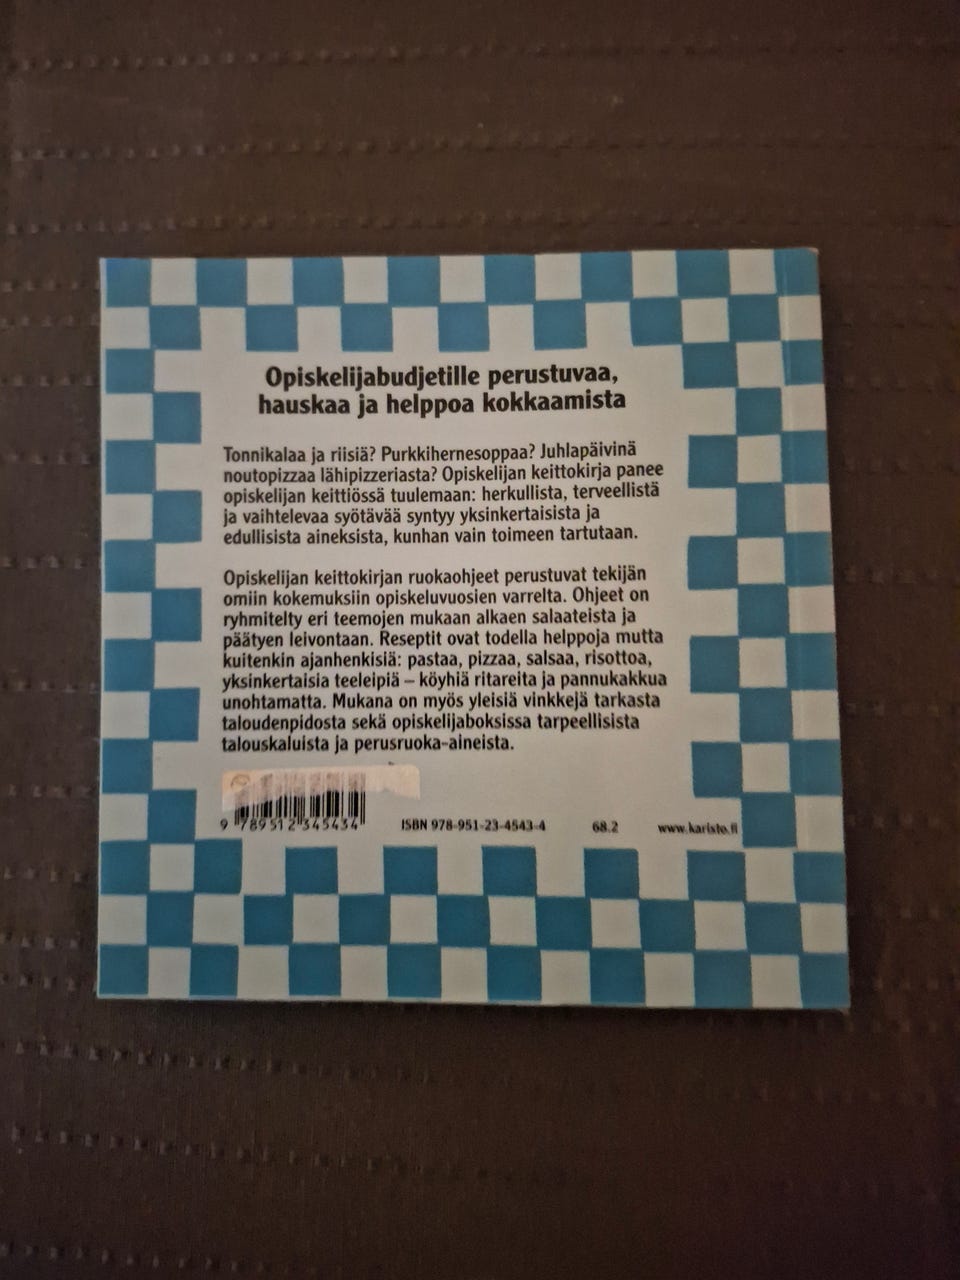 Opiskelijabudjetille perustuvaa,
hauskaa ja helppoa kokkaamista
Tonnikalaa ja riisiä? Purkkihernesoppaa? Juhlapäivinä
noutopizzaa lähipizzeriasta? Opiskelijan keittokirja panee
opiskelijan keittiössä tuulemaan: herkullista, terveellistä
ja vaihtelevaa syötävää syntyy yksinkertaisista ja
edullisista aineksista, kunhan vain toimeen tartutaan.
Opiskelijan keittokirjan ruokaohjeet perustuvat tekijän
omiin kokemuksiin opiskeluvuosien varrelta. Ohjeet on
ryhmitelty eri teemojen mukaan alkaen salaateista ja
päätyen leivontaan. Reseptit ovat todella helppoja mutta
kuitenkin ajanhenkisiä: pastaa, pizzaa, salsaa, risottoa,
yksinkertaisia teeleipiä – köyhiä ritareita ja pannukakkua
unohtamatta. Mukana on myös yleisiä vinkkejä tarkasta
taloudenpidosta sekä opiskelijaboksissa tarpeellisista
talouskaluista ja perusruoka-aineista.
9 789512 345434 ISBN 978-951-23-4543-4 68.2 www.karisto.fi